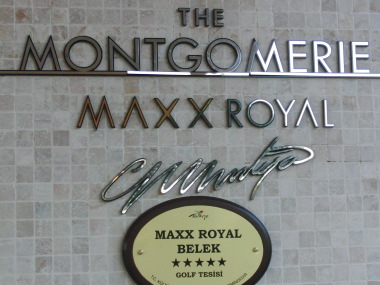 THE
MONTGOMERIE
MAXX ROYAL
MAXX ROYAL
BELEK
★★★★★
GOLF TESİSİ